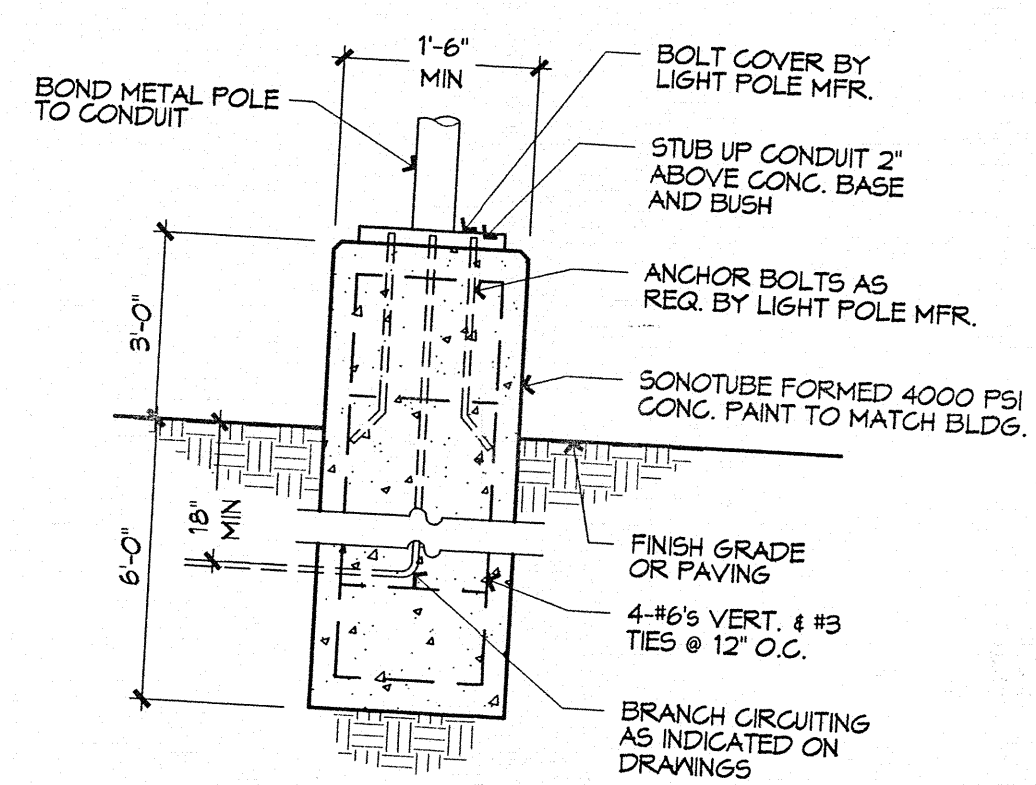 1'-6"
MIN
BOLT COVER BY
LIGHT POLE MFR.
BOND METAL POLE
TO CONDUIT
STUB UP CONDUIT 2"
ABOVE CONC. BASE
AND BUSH
ANCHOR BOLTS AS
REQ. BY LIGHT POLE MFR.
3'-0"
SONOTUBE FORMED 4000 PSI
CONC. PAINT TO MATCH BLDG.
18"
MIN
6'-0"
FINISH GRADE
OR PAVING
4-#6's VERT. & #3
TIES @ 12" O.C.
BRANCH CIRCUITING
AS INDICATED ON
DRAWINGS